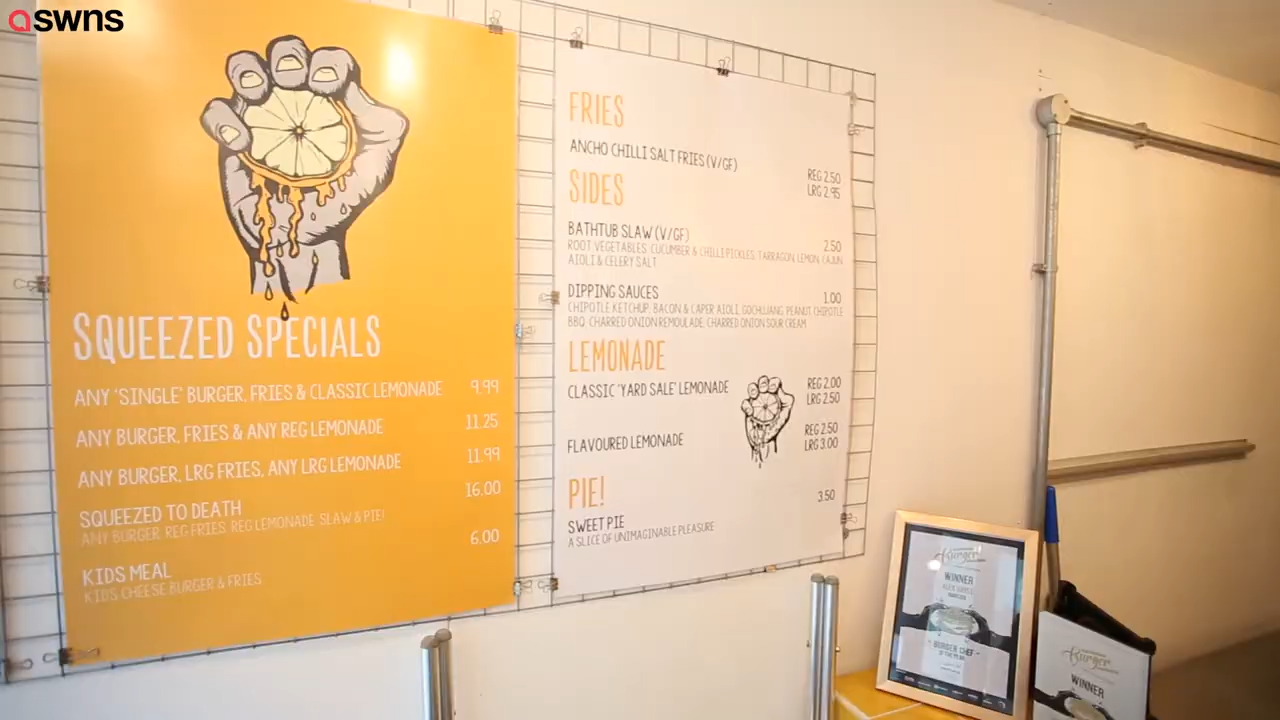 swns
SQUEEZED SPECIALS
ANY 'SINGLE' BURGER, FRIES & CLASSIC LEMONADE 9.99
ANY BURGER, FRIES & ANY REG LEMONADE 11.25
ANY BURGER, LRG FRIES, ANY LRG LEMONADE 11.99
SQUEEZED TO DEATH 16.00
ANY BURGER, REG FRIES, REG LEMONADE, SLAW & PIE!
KIDS MEAL 6.00
KIDS CHEESE BURGER & FRIES
FRIES
ANCHO CHILLI SALT FRIES (V/GF) REG 2.50
LRG 2.95
SIDES
BATHTUB SLAW (V/GF) 2.50
ROOT VEGETABLES, CUCUMBER & CHILLI PICKLES, TARRAGON, LEMON, CAJUN
AIOLI & CELERY SALT
DIPPING SAUCES 1.00
CHIPOTLE KETCHUP, BACON & CAPER AIOLI, GOCHUJANG, PEANUT, CHIPOTLE
BBQ, CHARRED ONION REMOULADE, CHARRED ONION SOUR CREAM
LEMONADE
CLASSIC 'YARD SALE' LEMONADE REG 2.00
LRG 2.50
FLAVOURED LEMONADE REG 2.50
LRG 3.00
PIE!
SWEET PIE 3.50
A SLICE OF UNIMAGINABLE PLEASURE
Burger
WINNER
BURGER CHEF
OF THE YEAR
Burger
WINNER